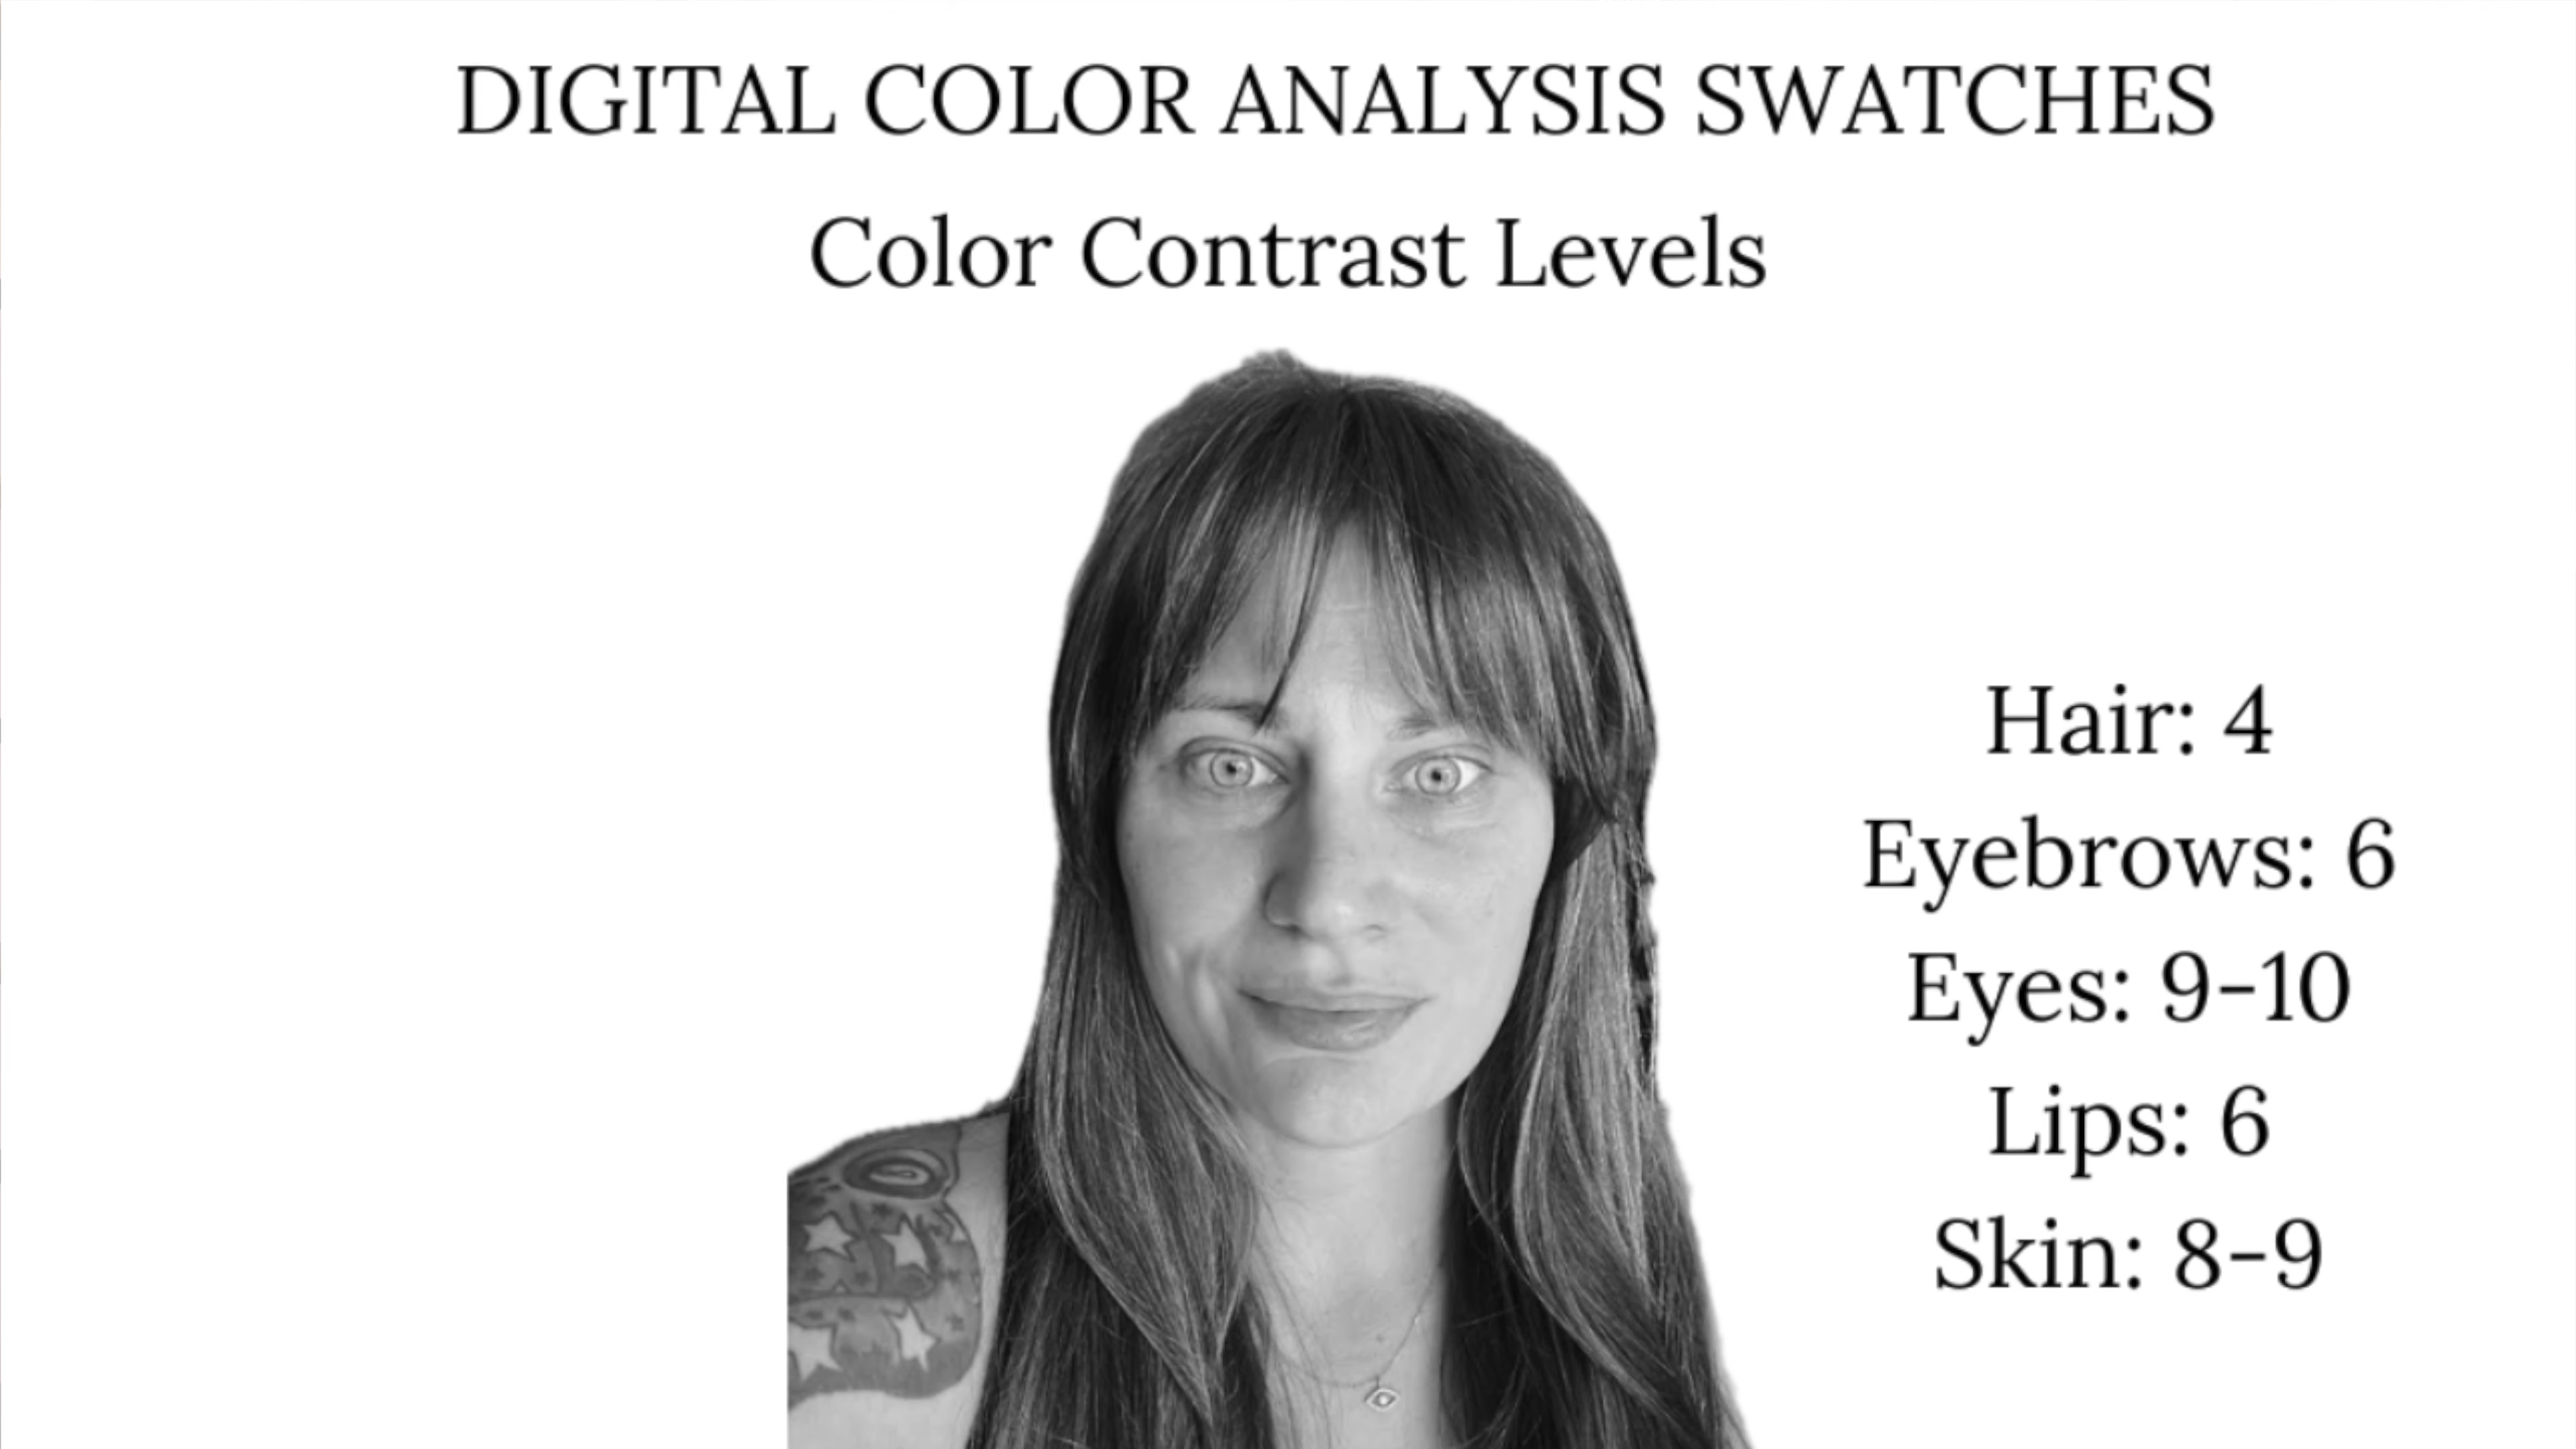 DIGITAL COLOR ANALYSIS SWATCHES
Color Contrast Levels
Hair: 4
Eyebrows: 6
Eyes: 9-10
Lips: 6
Skin: 8-9